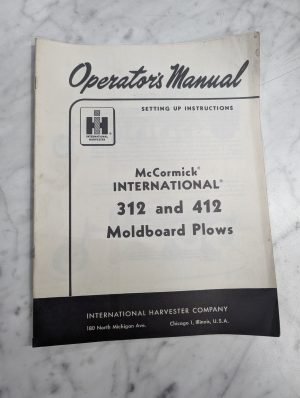 Operator's Manual
SETTING UP INSTRUCTIONS
IH
INTERNATIONAL
HARVESTER
McCormick®
INTERNATIONAL®
312 and 412
Moldboard Plows
INTERNATIONAL HARVESTER COMPANY
180 North Michigan Ave. Chicago 1, Illinois, U.S.A.